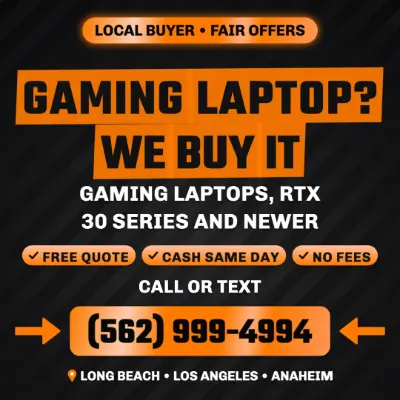 LOCAL BUYER • FAIR OFFERS
GAMING LAPTOP?
WE BUY IT
GAMING LAPTOPS, RTX
30 SERIES AND NEWER
✓ FREE QUOTE ✓ CASH SAME DAY ✓ NO FEES
CALL OR TEXT
(562) 999-4994
LONG BEACH • LOS ANGELES • ANAHEIM